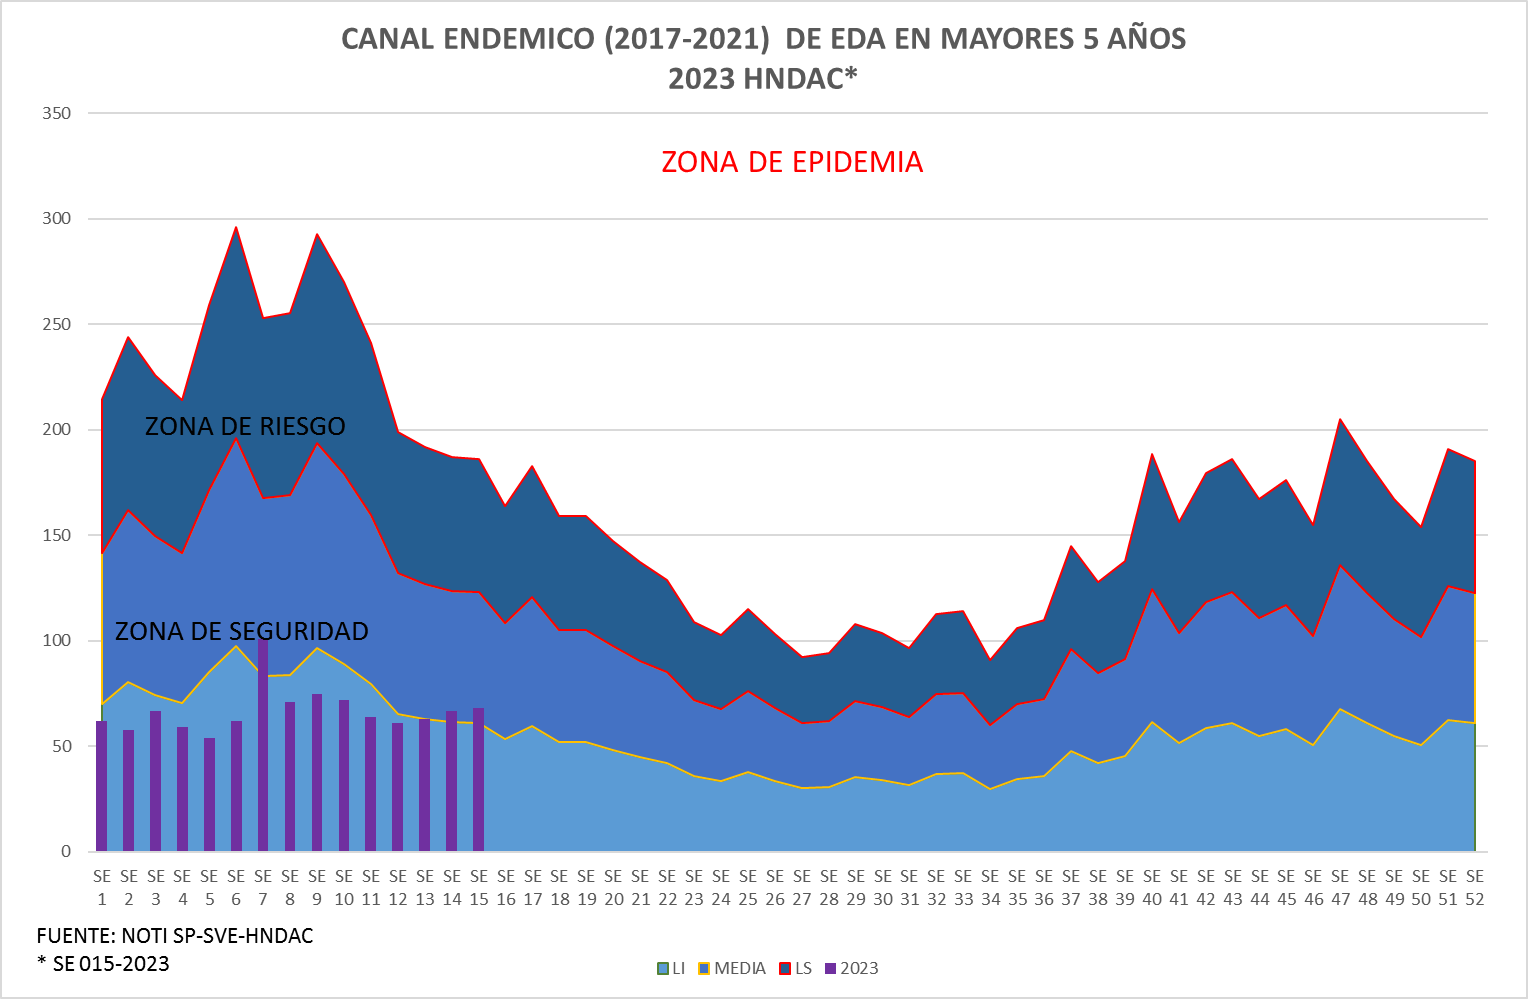 CANAL ENDEMICO (2017-2021) DE EDA EN MAYORES 5 AÑOS
2023 HNDAC*
350
300
250
200
150
100
50
0
ZONA DE EPIDEMIA
ZONA DE RIESGO
ZONA DE SEGURIDAD
SE 1
SE 2
SE 3
SE 4
SE 5
SE 6
SE 7
SE 8
SE 9
SE 10
SE 11
SE 12
SE 13
SE 14
SE 15
SE 16
SE 17
SE 18
SE 19
SE 20
SE 21
SE 22
SE 23
SE 24
SE 25
SE 26
SE 27
SE 28
SE 29
SE 30
SE 31
SE 32
SE 33
SE 34
SE 35
SE 36
SE 37
SE 38
SE 39
SE 40
SE 41
SE 42
SE 43
SE 44
SE 45
SE 46
SE 47
SE 48
SE 49
SE 50
SE 51
SE 52
FUENTE: NOTI SP-SVE-HNDAC
* SE 015-2023
LI MEDIA LS 2023